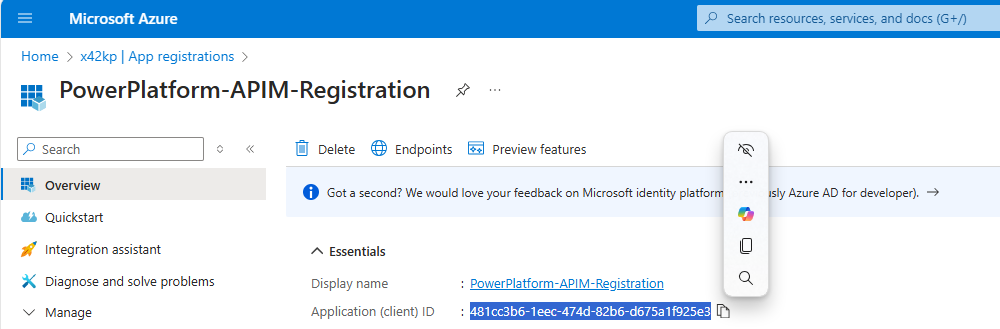 Microsoft Azure
Search resources, services, and docs (G+/)
Home > x42kp | App registrations >
PowerPlatform-APIM-Registration
Search
Delete Endpoints Preview features
Overview
Quickstart
Integration assistant
Diagnose and solve problems
Manage
Got a second? We would love your feedback on Microsoft identity platform usly Azure AD for developer).
Essentials
Display name : PowerPlatform-APIM-Registration
Application (client) ID : 481cc3b6-1eec-474d-82b6-d675a1f925e3